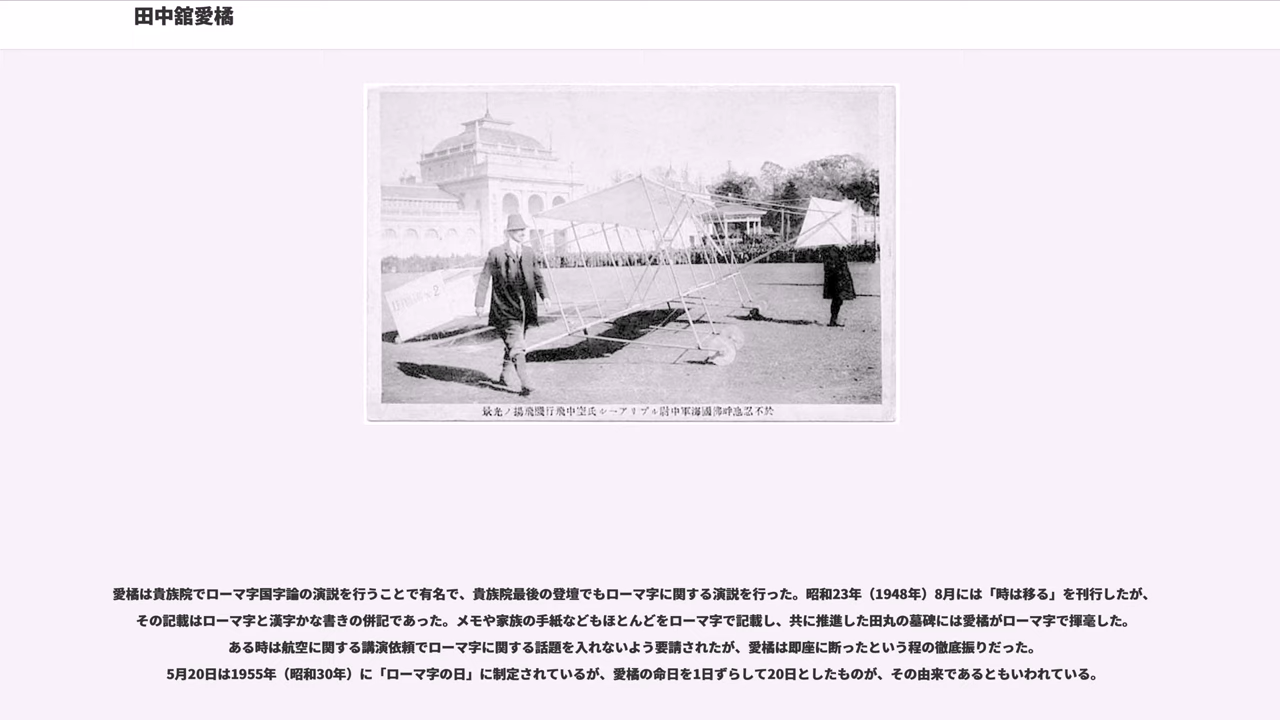 田中舘愛橘
於不忍池畔佛國海軍中尉ルプリアール氏空中飛行飛機飛揚ノ光景
愛橘は貴族院でローマ字国字論の演説を行うことで有名で、貴族院最後の登壇でもローマ字に関する演説を行った。昭和23年（1948年）8月には「時は移る」を刊行したが、
その記載はローマ字と漢字かな書きの併記であった。メモや家族の手紙などもほとんどをローマ字で記載し、共に推進した田丸の墓碑には愛橘がローマ字で揮毫した。
ある時は航空に関する講演依頼でローマ字に関する話題を入れないよう要請されたが、愛橘は即座に断ったという程の徹底振りだった。
5月20日は1955年（昭和30年）に「ローマ字の日」に制定されているが、愛橘の命日を1日ずらして20日としたものが、その由来であるともいわれている。